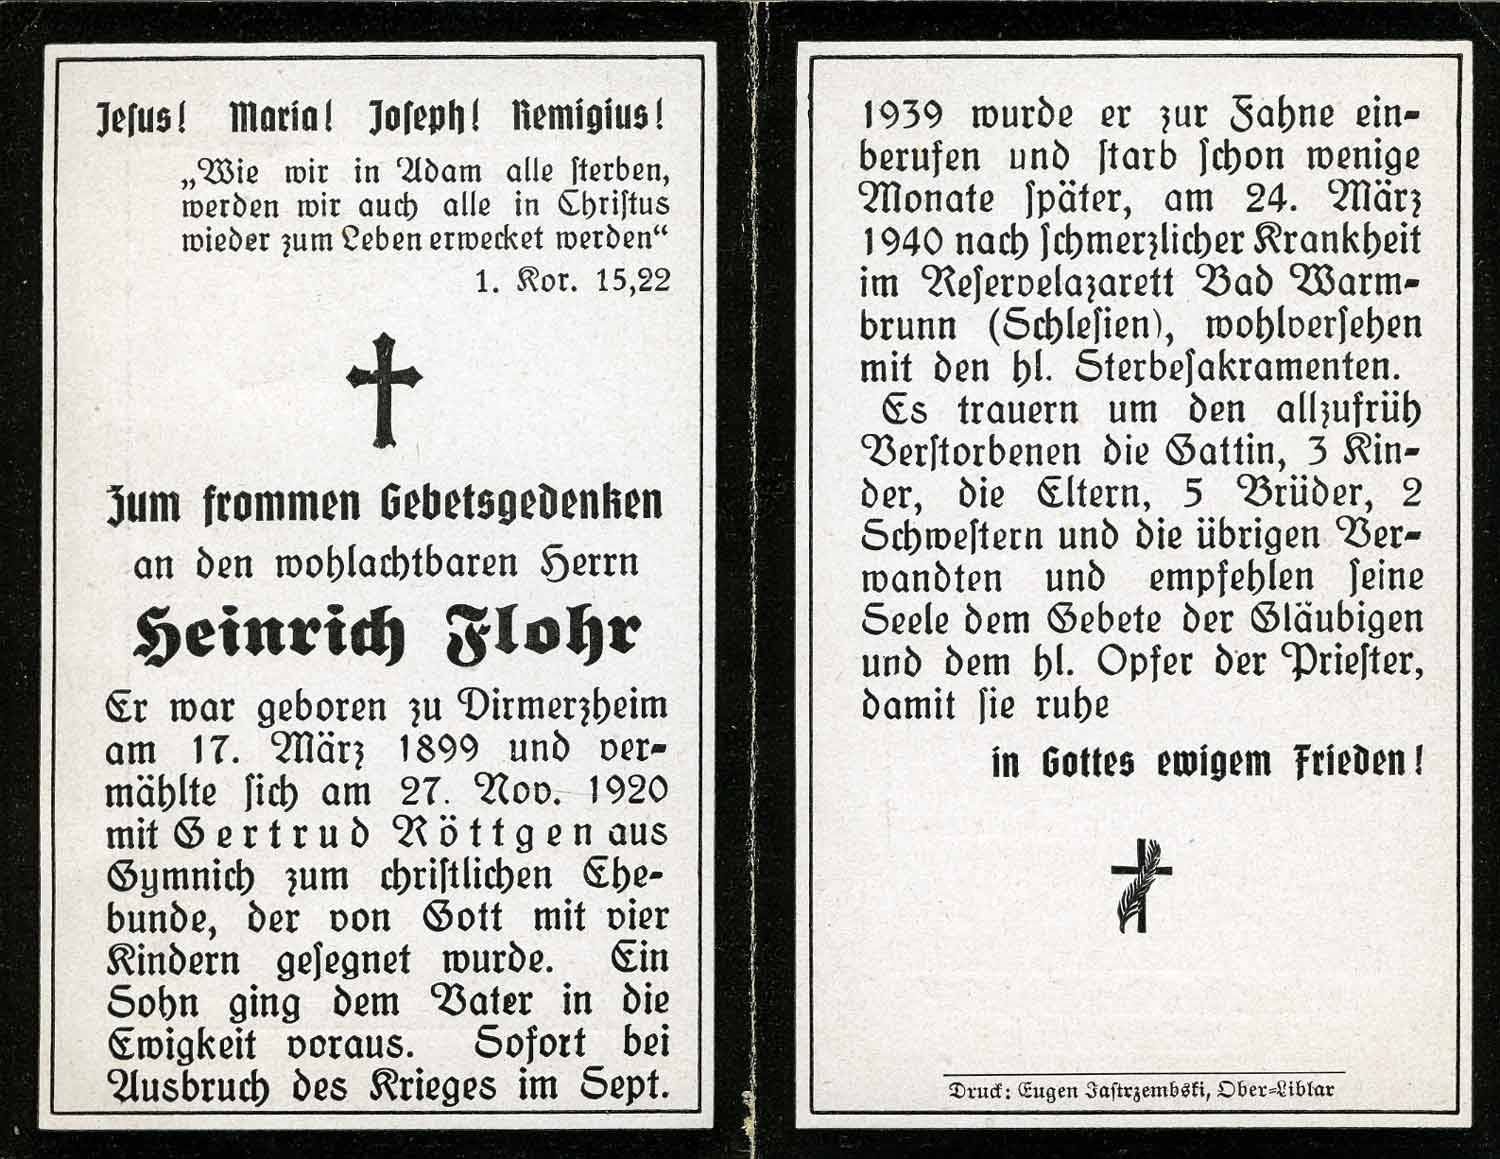 Jesus! Maria! Joseph! Remigius!
„Wie wir in Adam alle sterben,
werden wir auch alle in Christus
wieder zum Leben erwecket werden“
1. Kor. 15,22
Zum frommen Gebetsgedenken
an den wohlachtbaren Herrn
Heinrich Flohr
Er war geboren zu Dirmerzheim
am 17. März 1899 und ver-
mählte sich am 27. Nov. 1920
mit Gertrud Röttgen aus
Gymnich zum christlichen Ehe-
bunde, der von Gott mit vier
Kindern gesegnet wurde. Ein
Sohn ging dem Vater in die
Ewigkeit voraus. Sofort bei
Ausbruch des Krieges im Sept.
1939 wurde er zur Fahne ein-
berufen und starb schon wenige
Monate später, am 24. März
1940 nach schmerzlicher Krankheit
im Reservelazarett Bad Warm-
brunn (Schlesien), wohlversehen
mit den hl. Sterbesakramenten.
Es trauern um den allzufrüh
Verstorbenen die Gattin, 3 Kin-
der, die Eltern, 5 Brüder, 2
Schwestern und die übrigen Ver-
wandten und empfehlen seine
Seele dem Gebete der Gläubigen
und dem hl. Opfer der Priester,
damit sie ruhe
in Gottes ewigem Frieden!
Druck: Eugen Jastrzembski, Ober-Liblar